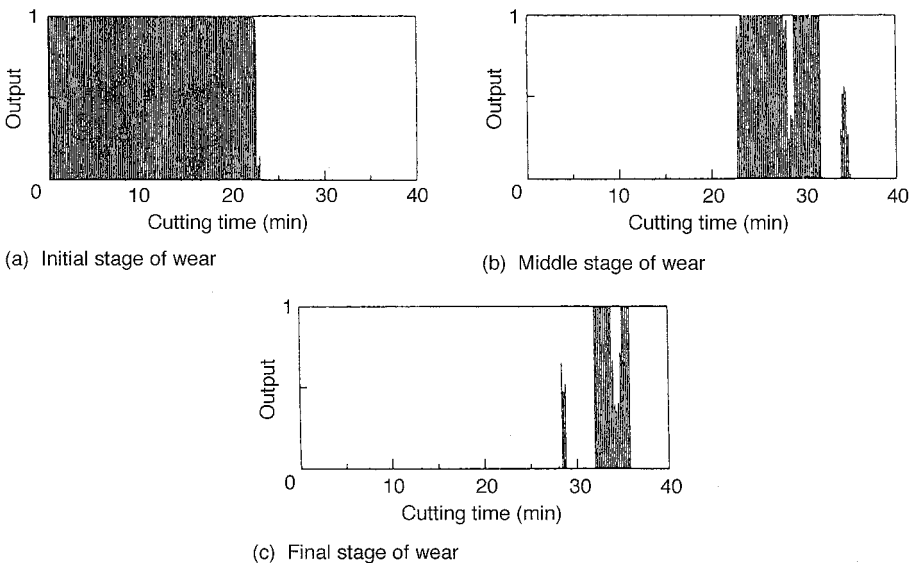 1
Output
0
10
20
30
40
Cutting time (min)
(a) Initial stage of wear
1
Output
0
10
20
30
40
Cutting time (min)
(b) Middle stage of wear
1
Output
0
10
20
30
40
Cutting time (min)
(c) Final stage of wear